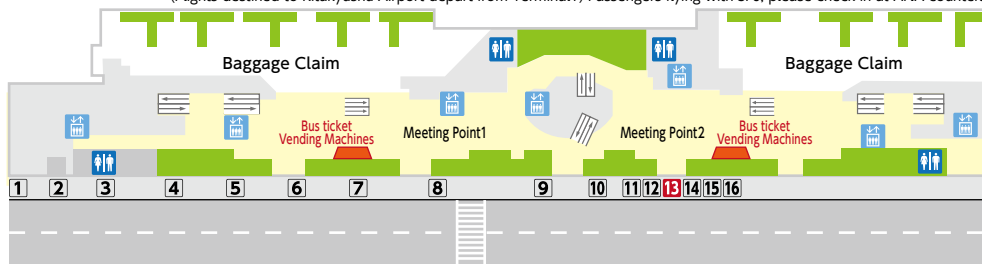 Baggage Claim
Baggage Claim
Bus ticket
Vending Machines
Meeting Point1
Meeting Point2
Bus ticket
Vending Machines
1 2 3 4 5 6 7 8 9 10 11 12 13 14 15 16